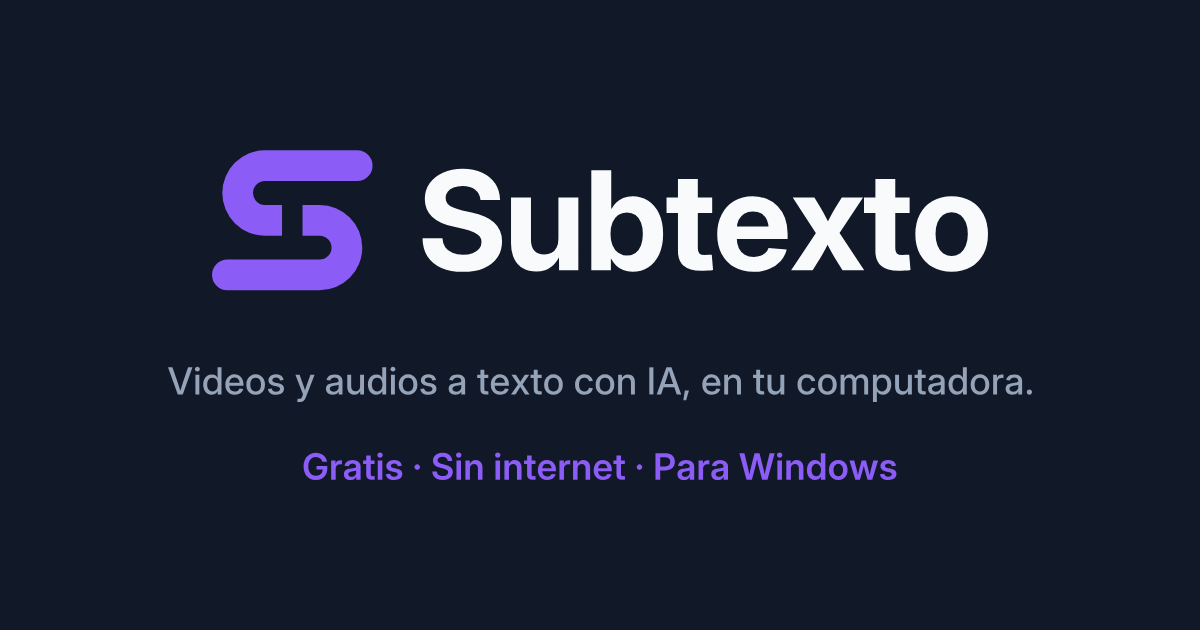 Subtexto
Videos y audios a texto con IA, en tu computadora.
Gratis · Sin internet · Para Windows